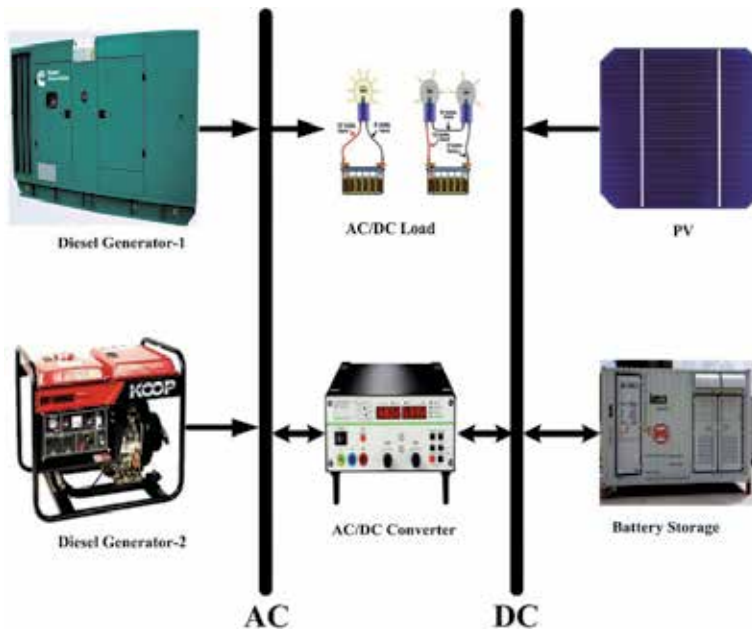 Diesel Generator-1
AC/DC Load
PV
KOOP
Diesel Generator-2
AC/DC Converter
Battery Storage
AC
DC